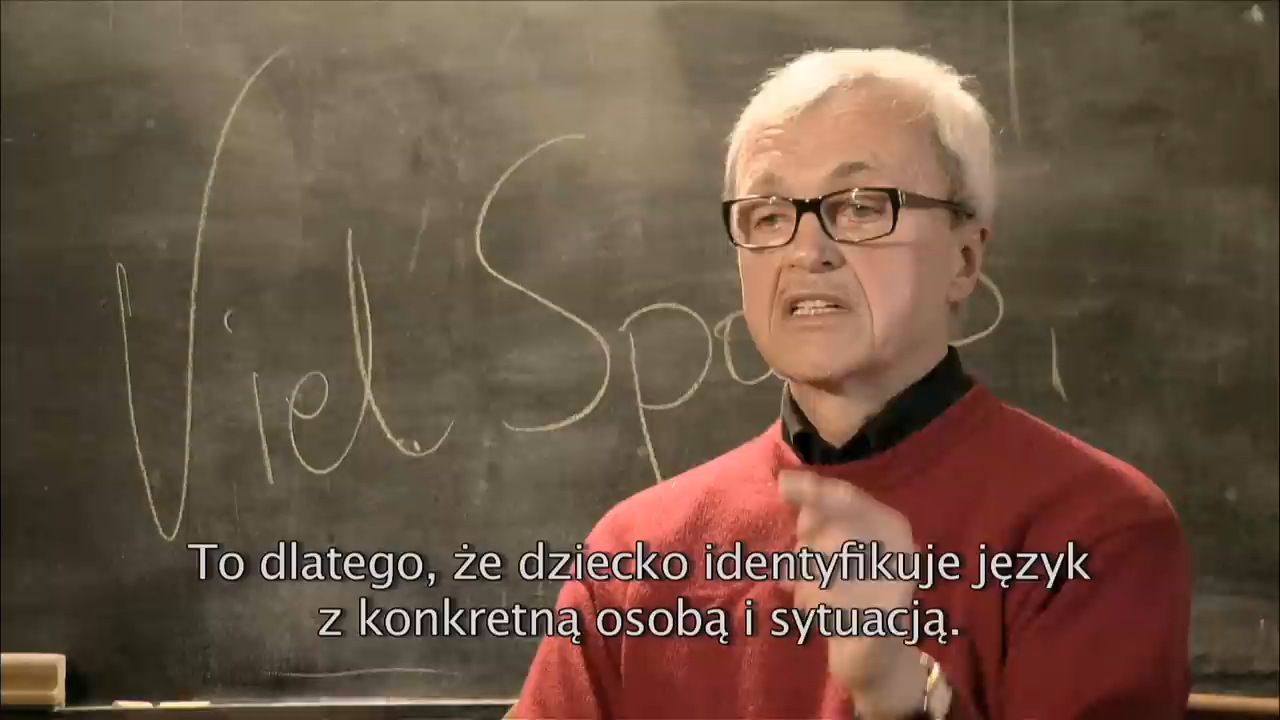 Viel
To dlatego, że dziecko identyfikuje język
z konkretną osobą i sytuacją.